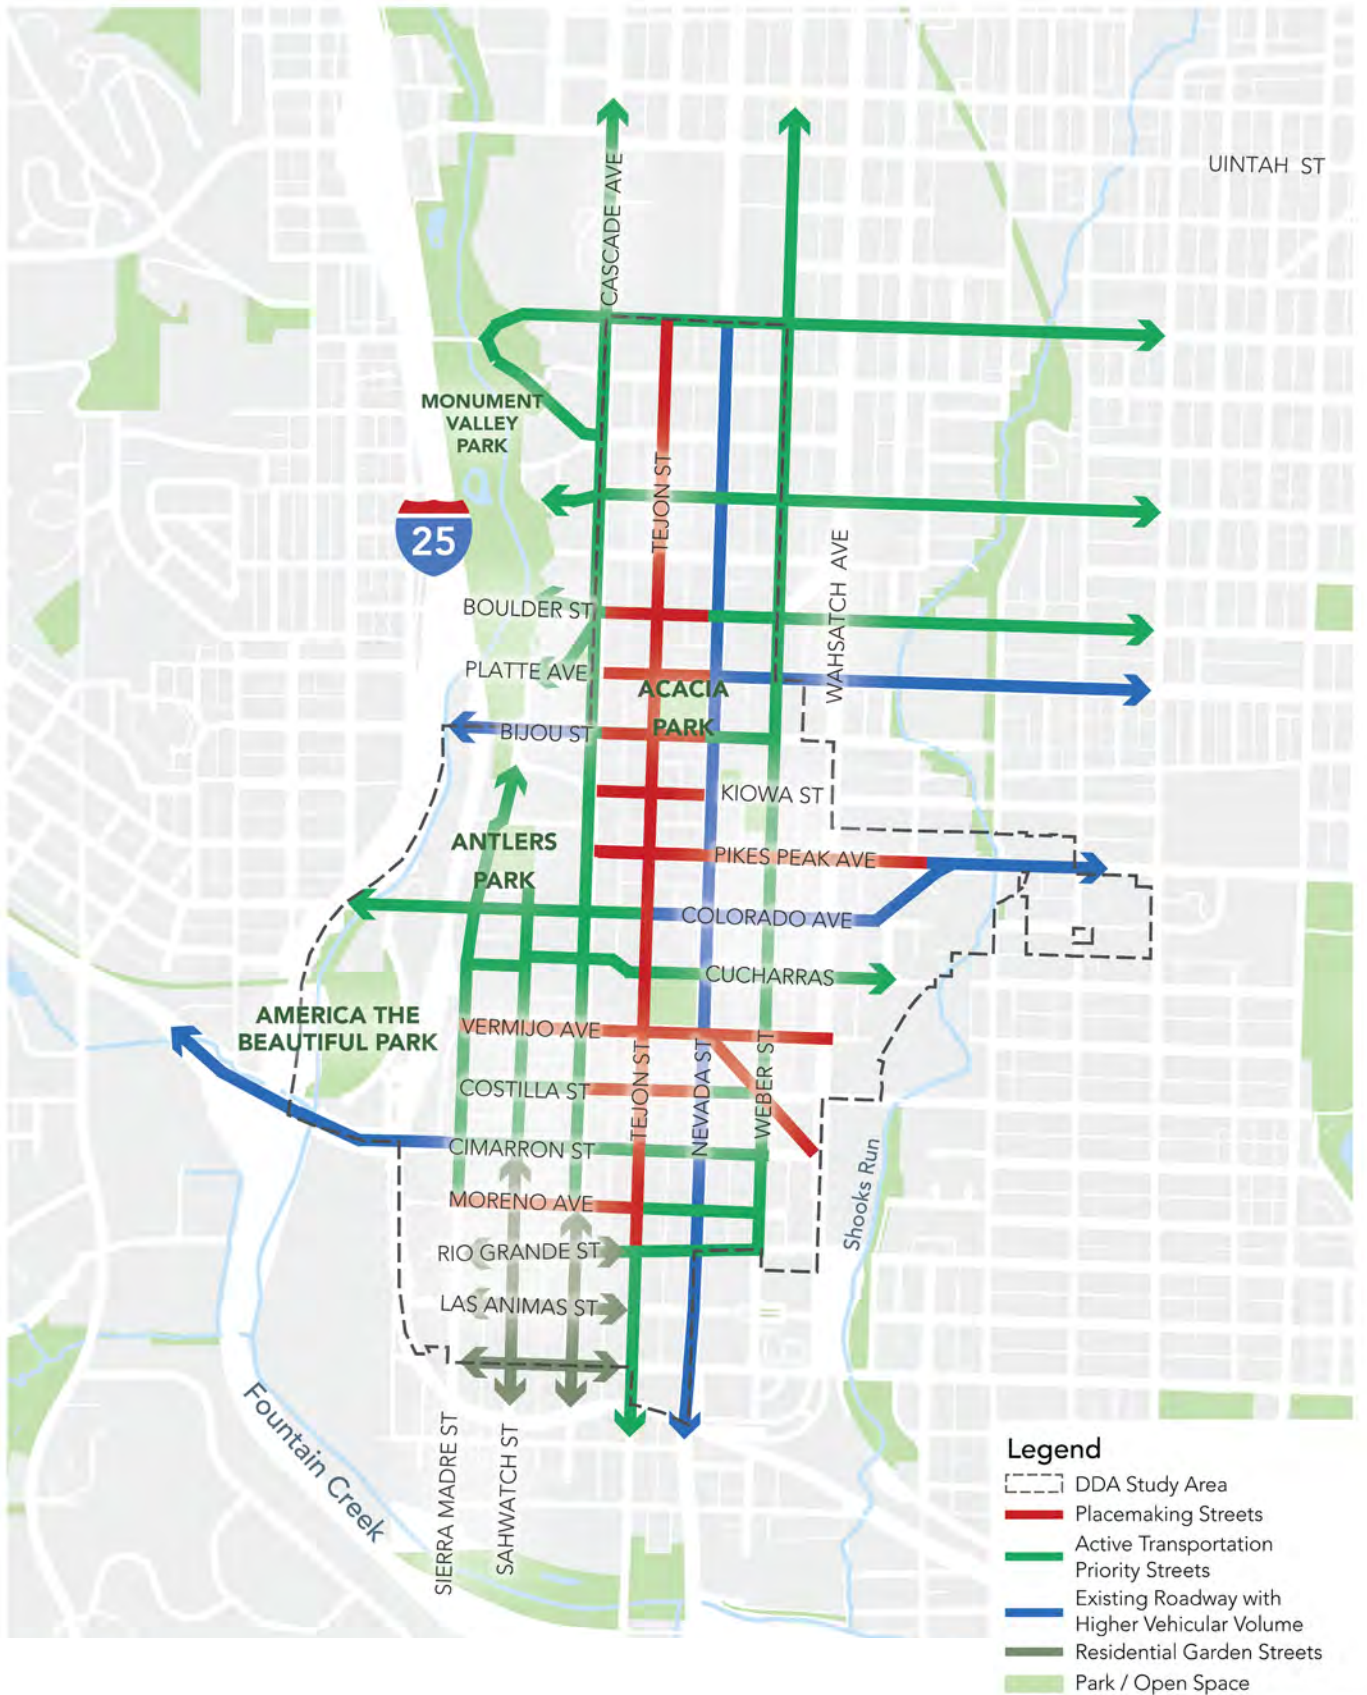 UINTAH ST
CASCADE AVE
MONUMENT
VALLEY
PARK
TEJON ST
25
WAHSATCH AVE
BOULDER ST
PLATTE AVE
ACACIA
PARK
BIJOU ST
KIOWA ST
ANTLERS
PARK
PIKES PEAK AVE
COLORADO AVE
CUCHARRAS
AMERICA THE
BEAUTIFUL PARK
VERMIJO AVE
TEJON ST
NEVADA ST
WEBER ST
COSTILLA ST
CIMARRON ST
MORENO AVE
Shooks Run
RIO GRANDE ST
LAS ANIMAS ST
Fountain Creek
SIERRA MADRE ST
SAHWATCH ST
Legend
DDA Study Area
Placemaking Streets
Active Transportation
Priority Streets
Existing Roadway with
Higher Vehicular Volume
Residential Garden Streets
Park / Open Space